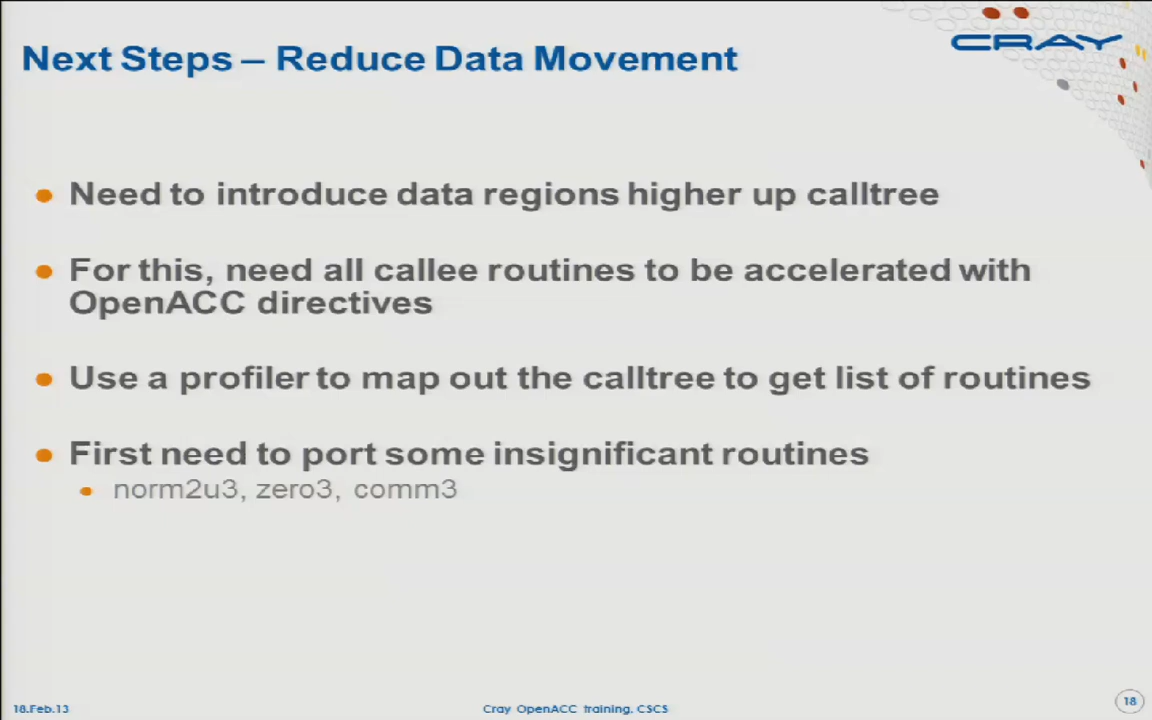 Next Steps – Reduce Data Movement
CRAY
Need to introduce data regions higher up calltree
For this, need all callee routines to be accelerated with
OpenACC directives
Use a profiler to map out the calltree to get list of routines
First need to port some insignificant routines
norm2u3, zero3, comm3
18.Feb.13
Cray OpenACC training, CSCS
18